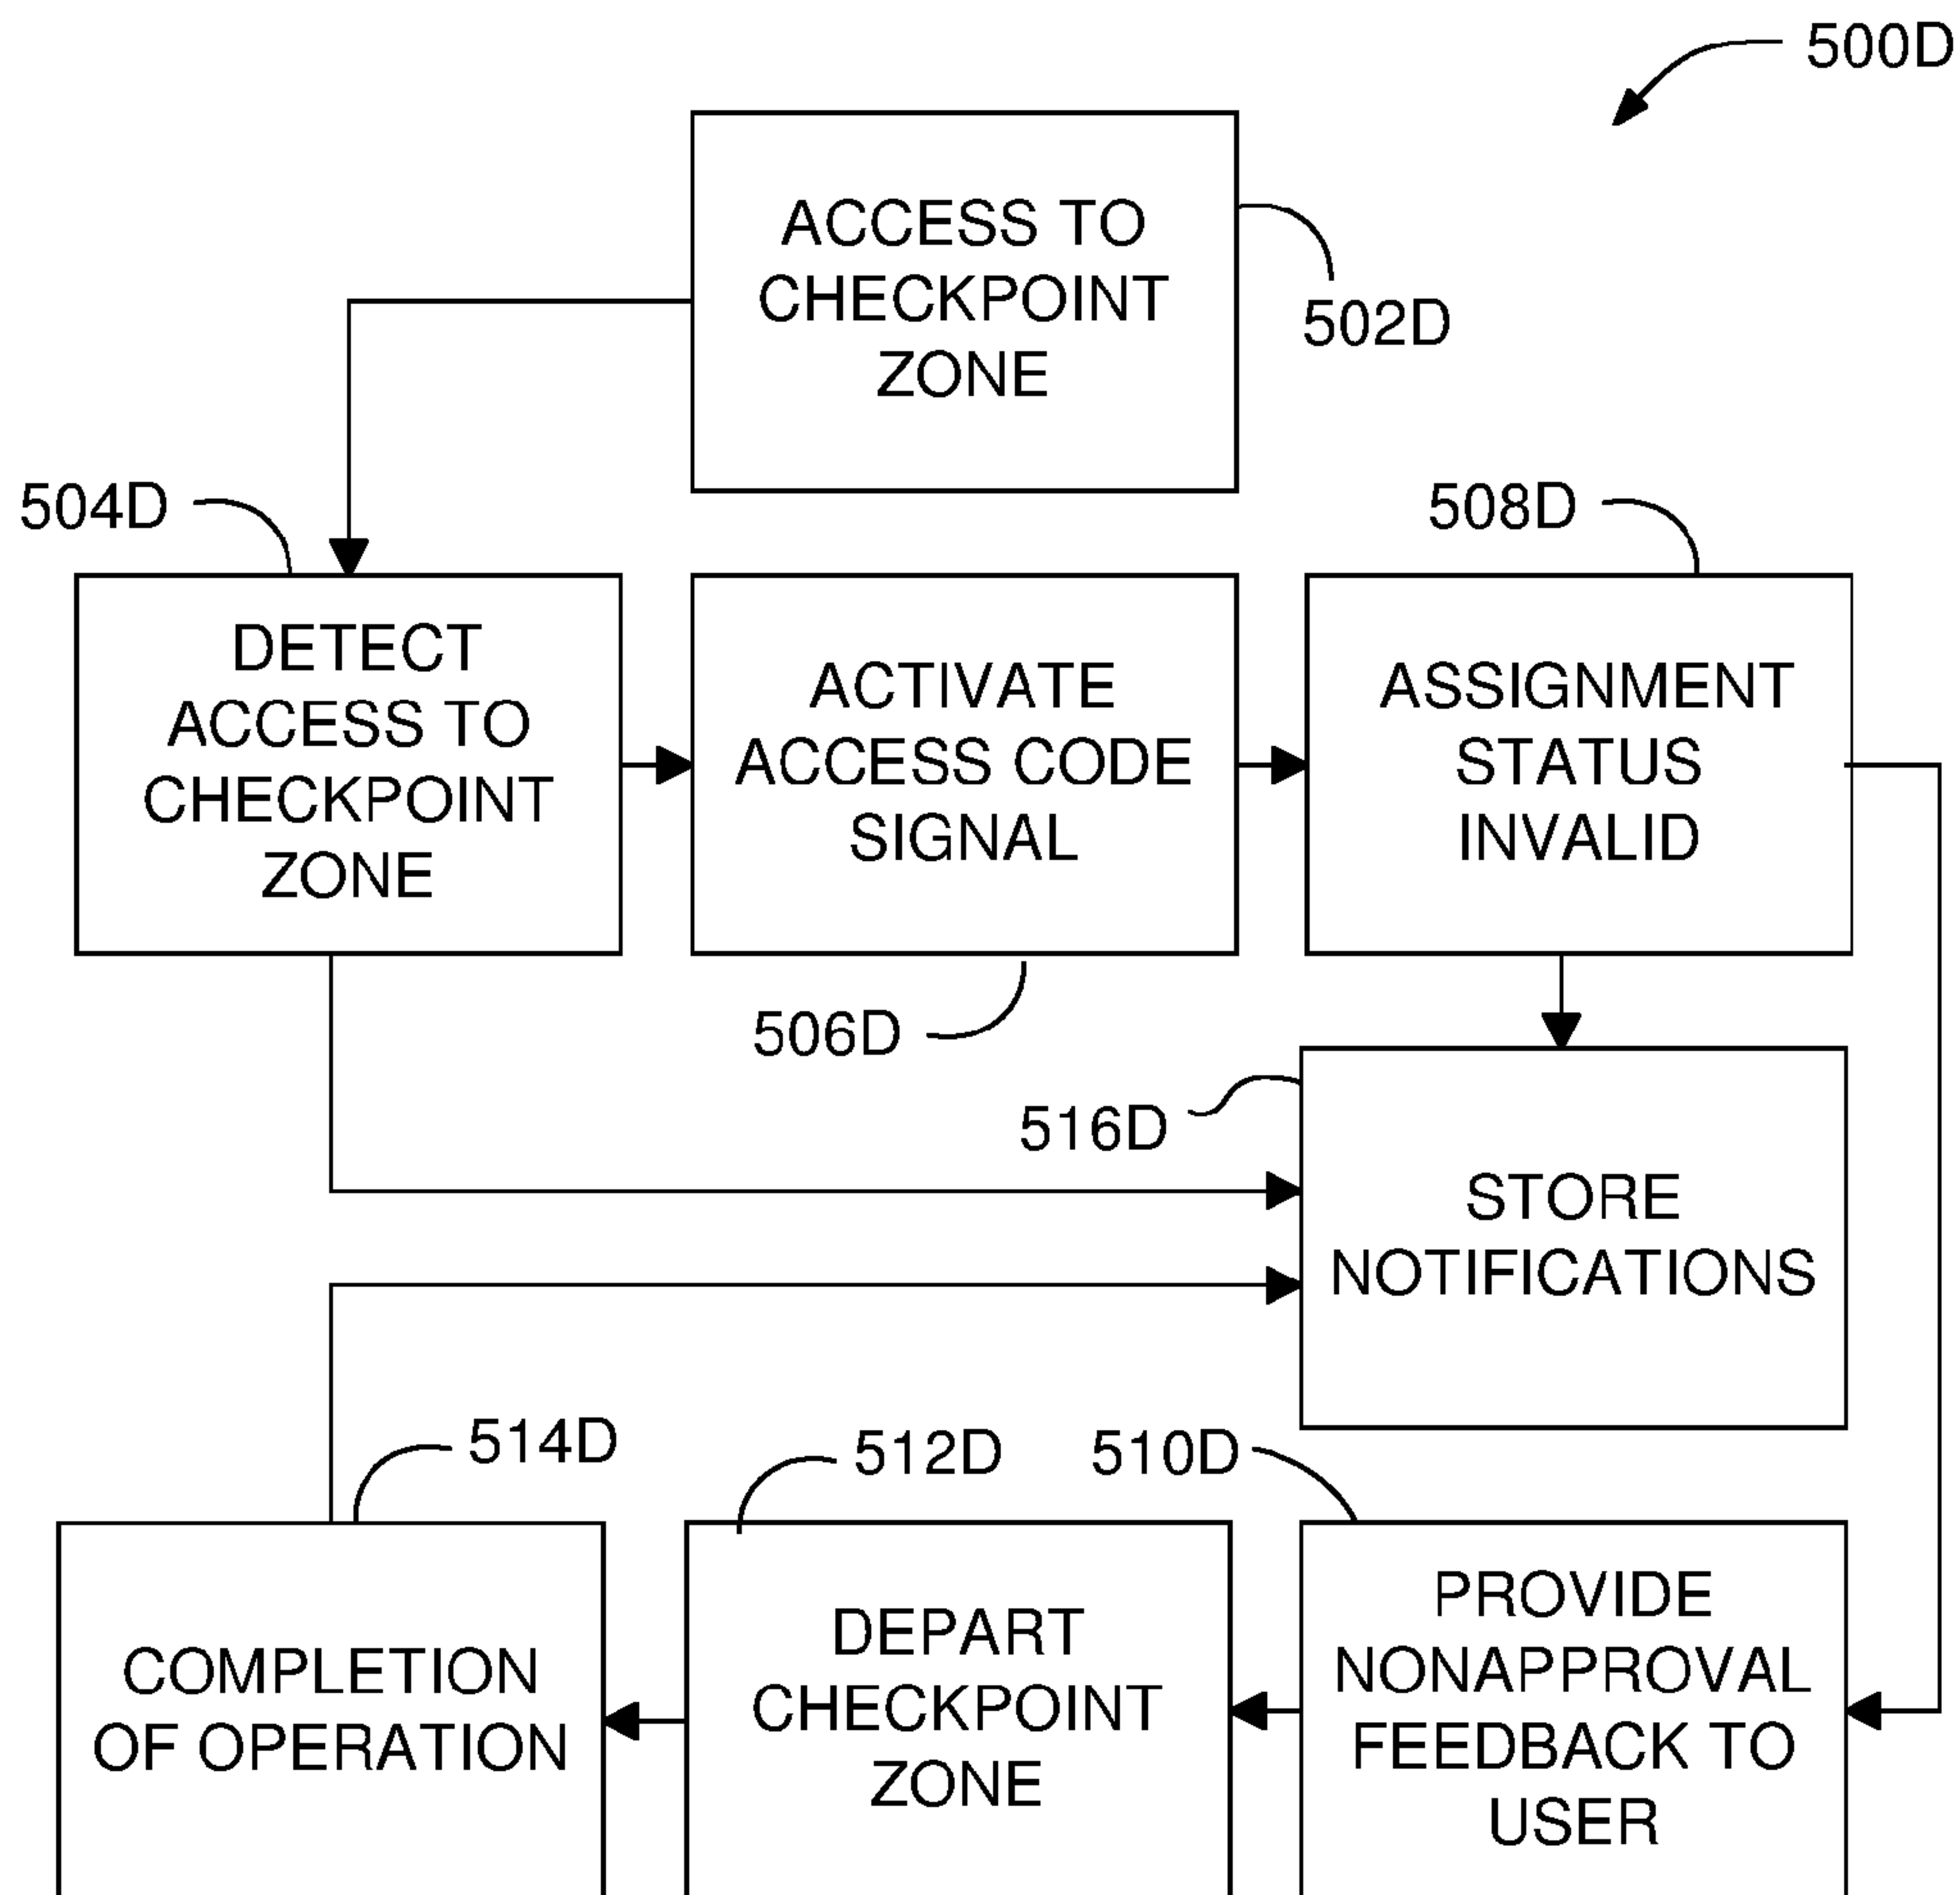 500D
ACCESS TO
CHECKPOINT
ZONE
502D
504D
508D
DETECT
ACCESS TO
CHECKPOINT
ZONE
ACTIVATE
ACCESS CODE
SIGNAL
ASSIGNMENT
STATUS
INVALID
506D
516D
STORE
NOTIFICATIONS
514D
512D
510D
COMPLETION
OF OPERATION
DEPART
CHECKPOINT
ZONE
PROVIDE
NONAPPROVAL
FEEDBACK TO
USER